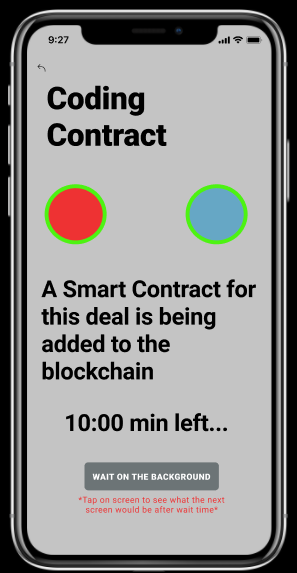 9:27
Coding
Contract
A Smart Contract for
this deal is being
added to the
blockchain
10:00 min left...
WAIT ON THE BACKGROUND
*Tap on screen to see what the next
screen would be after wait time*